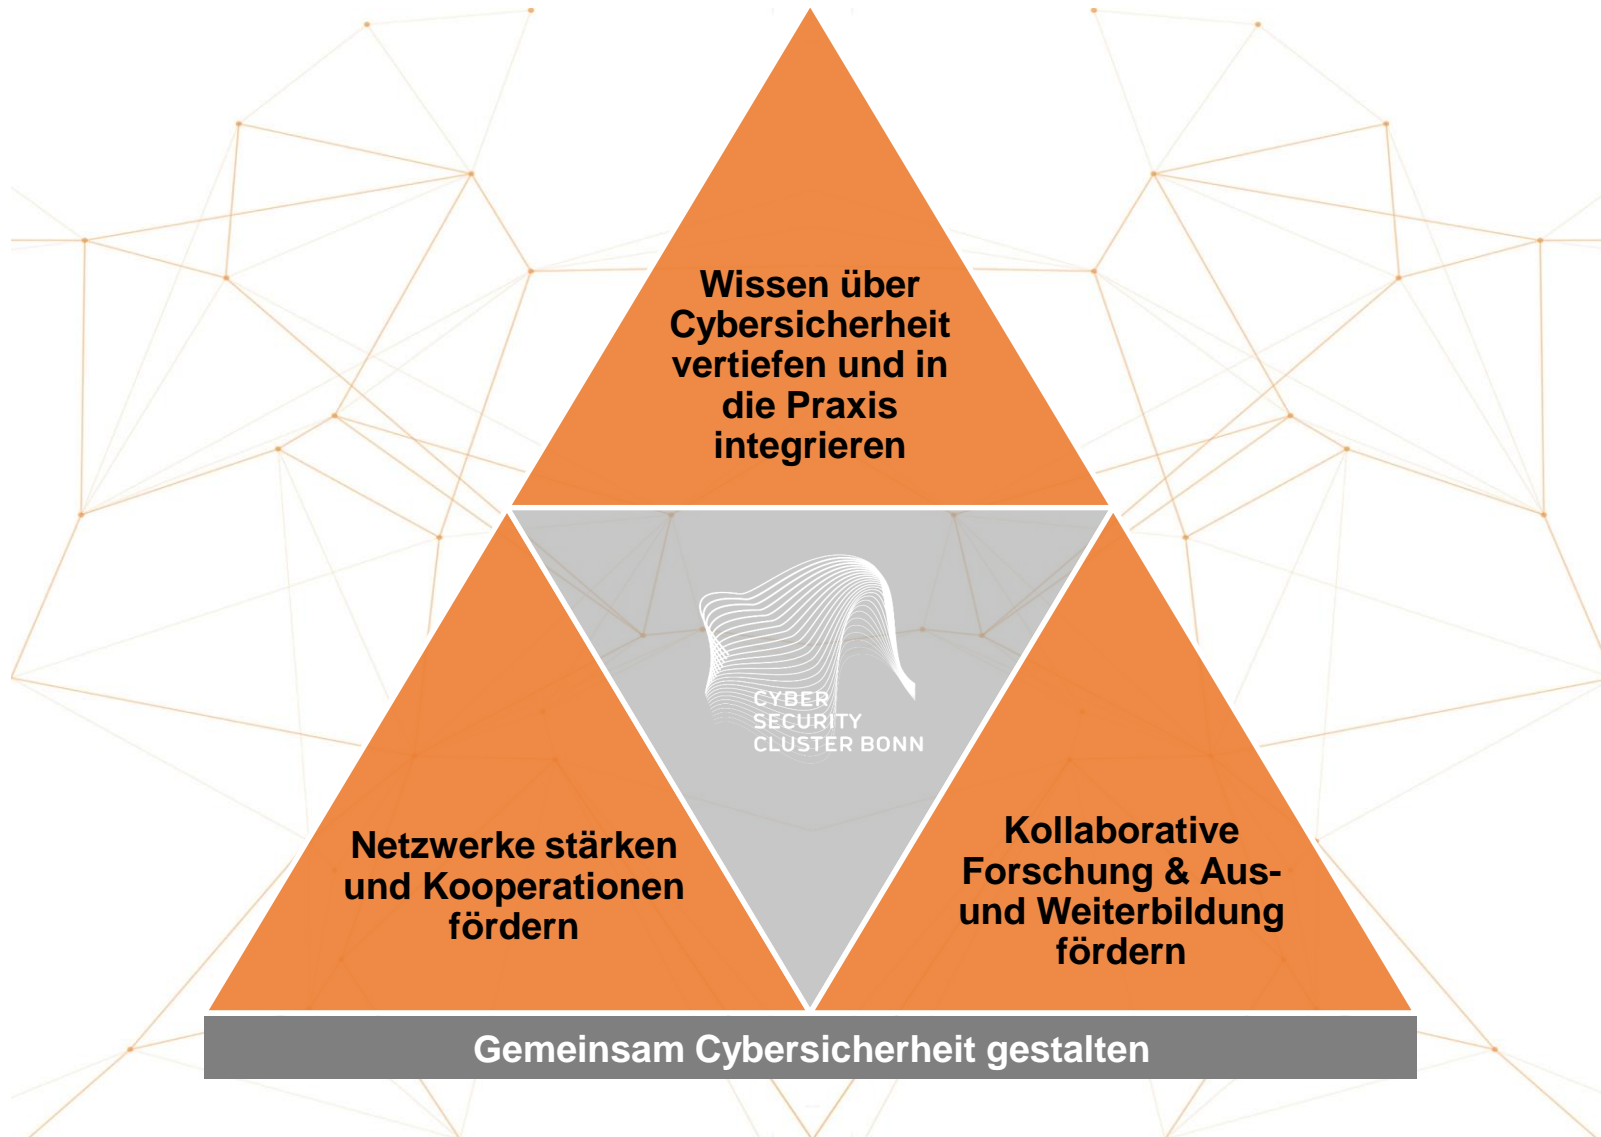 Wissen über
Cybersicherheit
vertiefen und in
die Praxis
integrieren
CYBER
SECURITY
CLUSTER BONN
Netzwerke stärken
und Kooperationen
fördern
Kollaborative
Forschung & Aus-
und Weiterbildung
fördern
Gemeinsam Cybersicherheit gestalten